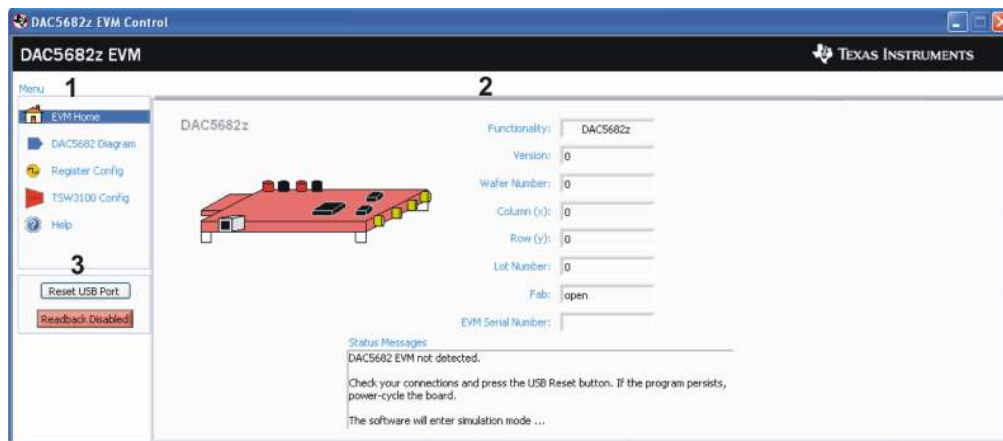 DAC5682z EVM Control
DAC5682z EVM
TEXAS INSTRUMENTS
Menu
1
2
EVM Home
DAC5682 Diagram
Register Config
TSW3100 Config
Help
3
Reset USB Port
Readback Disabled
DAC5682z
Functionality: DAC5682z
Version: 0
Wafer Number: 0
Column (x): 0
Row (y): 0
Lot Number: 0
Fab: open
EVM Serial Number:
Status Messages
DAC5682 EVM not detected.
Check your connections and press the USB Reset button. If the program persists,
power-cycle the board.
The software will enter simulation mode ...